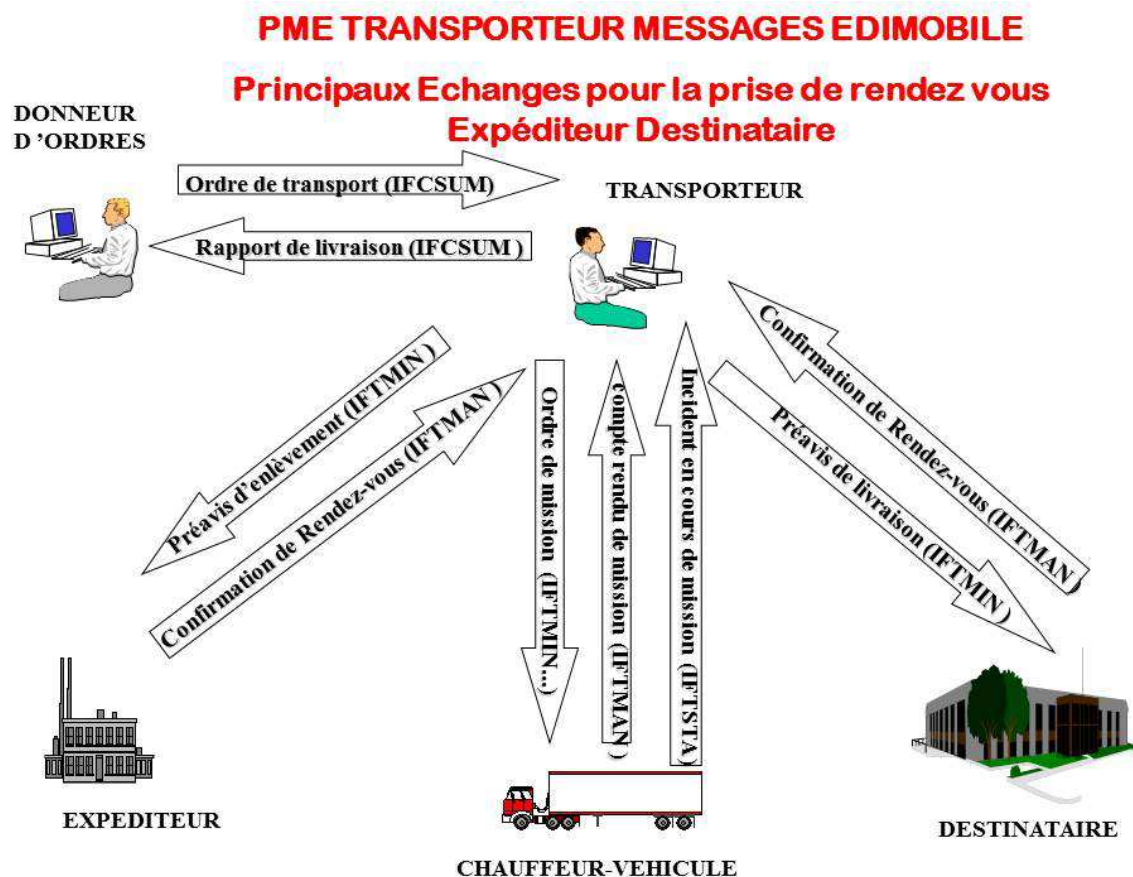 PME TRANSPORTEUR MESSAGES EDIMOBILE
Principaux Echanges pour la prise de rendez vous
Expéditeur Destinataire
DONNEUR
D ’ORDRES
Ordre de transport (IFCSUM)
TRANSPORTEUR
Rapport de livraison (IFCSUM )
Préavis d’enlèvement (IFTMIN )
Confirmation de Rendez-vous (IFTMAN)
Ordre de mission (IFTMIN...)
compte rendu de mission (IFTMAN)
Incident en cours de mission (IFTSTA)
Confirmation de Rendez-vous (IFTMAN )
Préavis de livraison (IFTMIN )
EXPEDITEUR
CHAUFFEUR-VEHICULE
DESTINATAIRE